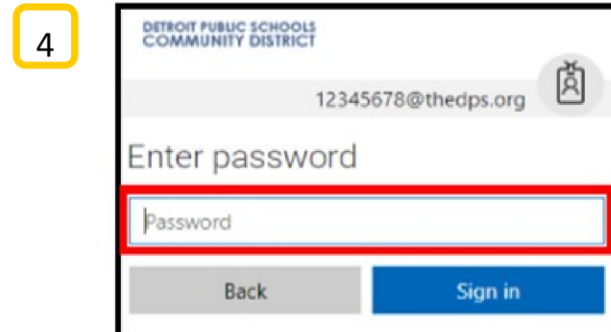 4
DETROIT PUBLIC SCHOOLS
COMMUNITY DISTRICT
12345678@thedps.org
Enter password
Password
Back
Sign in